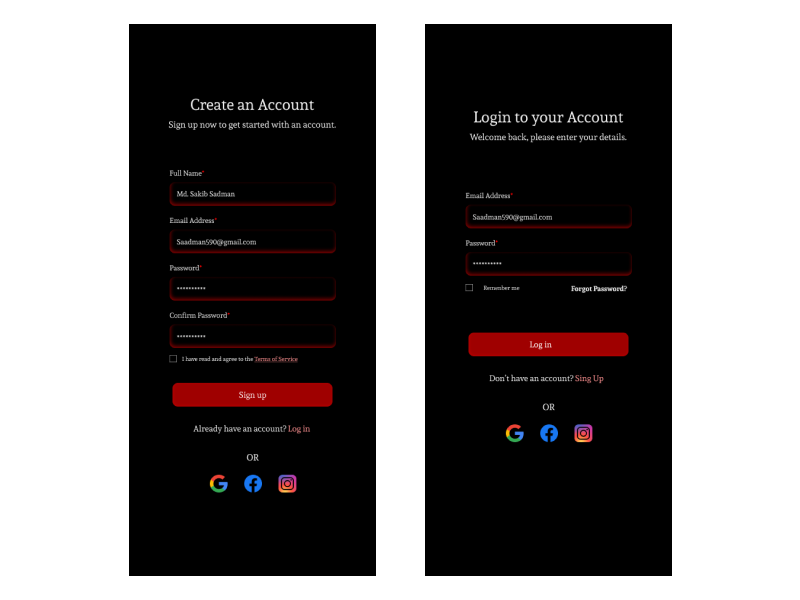 Create an Account
Sign up now to get started with an account.
Full Name*
Md. Sakib Sadman
Email Address*
Saadman590@gmail.com
Password*
**********
Confirm Password*
**********
I have read and agree to the Terms of Service
Sign up
Already have an account? Log in
OR
Login to your Account
Welcome back, please enter your details.
Email Address*
Saadman590@gmail.com
Password*
**********
Remember me
Forgot Password?
Log in
Don't have an account? Sing Up
OR